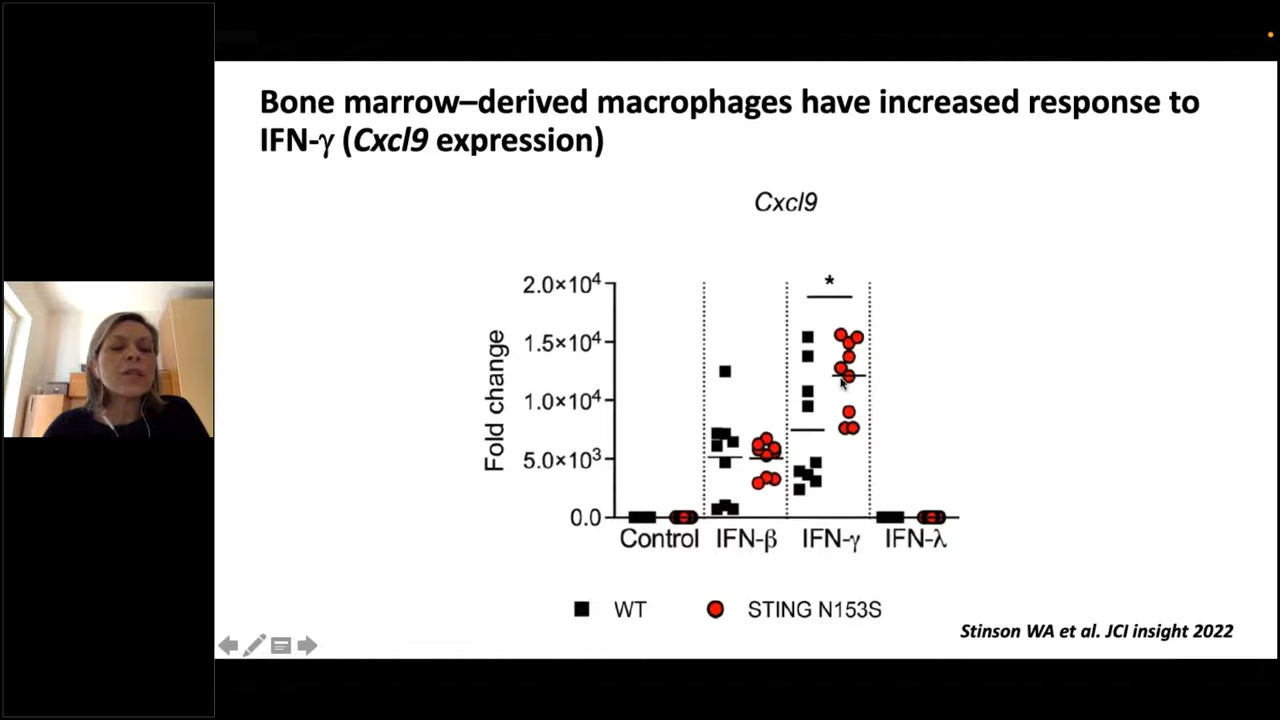 Bone marrow–derived macrophages have increased response to
IFN-γ (Cxcl9 expression)
Cxcl9
*
Fold change
2.0×10⁴
1.5×10⁴
1.0×10⁴
5.0×10³
0.0
Control IFN-β IFN-γ IFN-λ
WT STING N153S
Stinson WA et al. JCI insight 2022